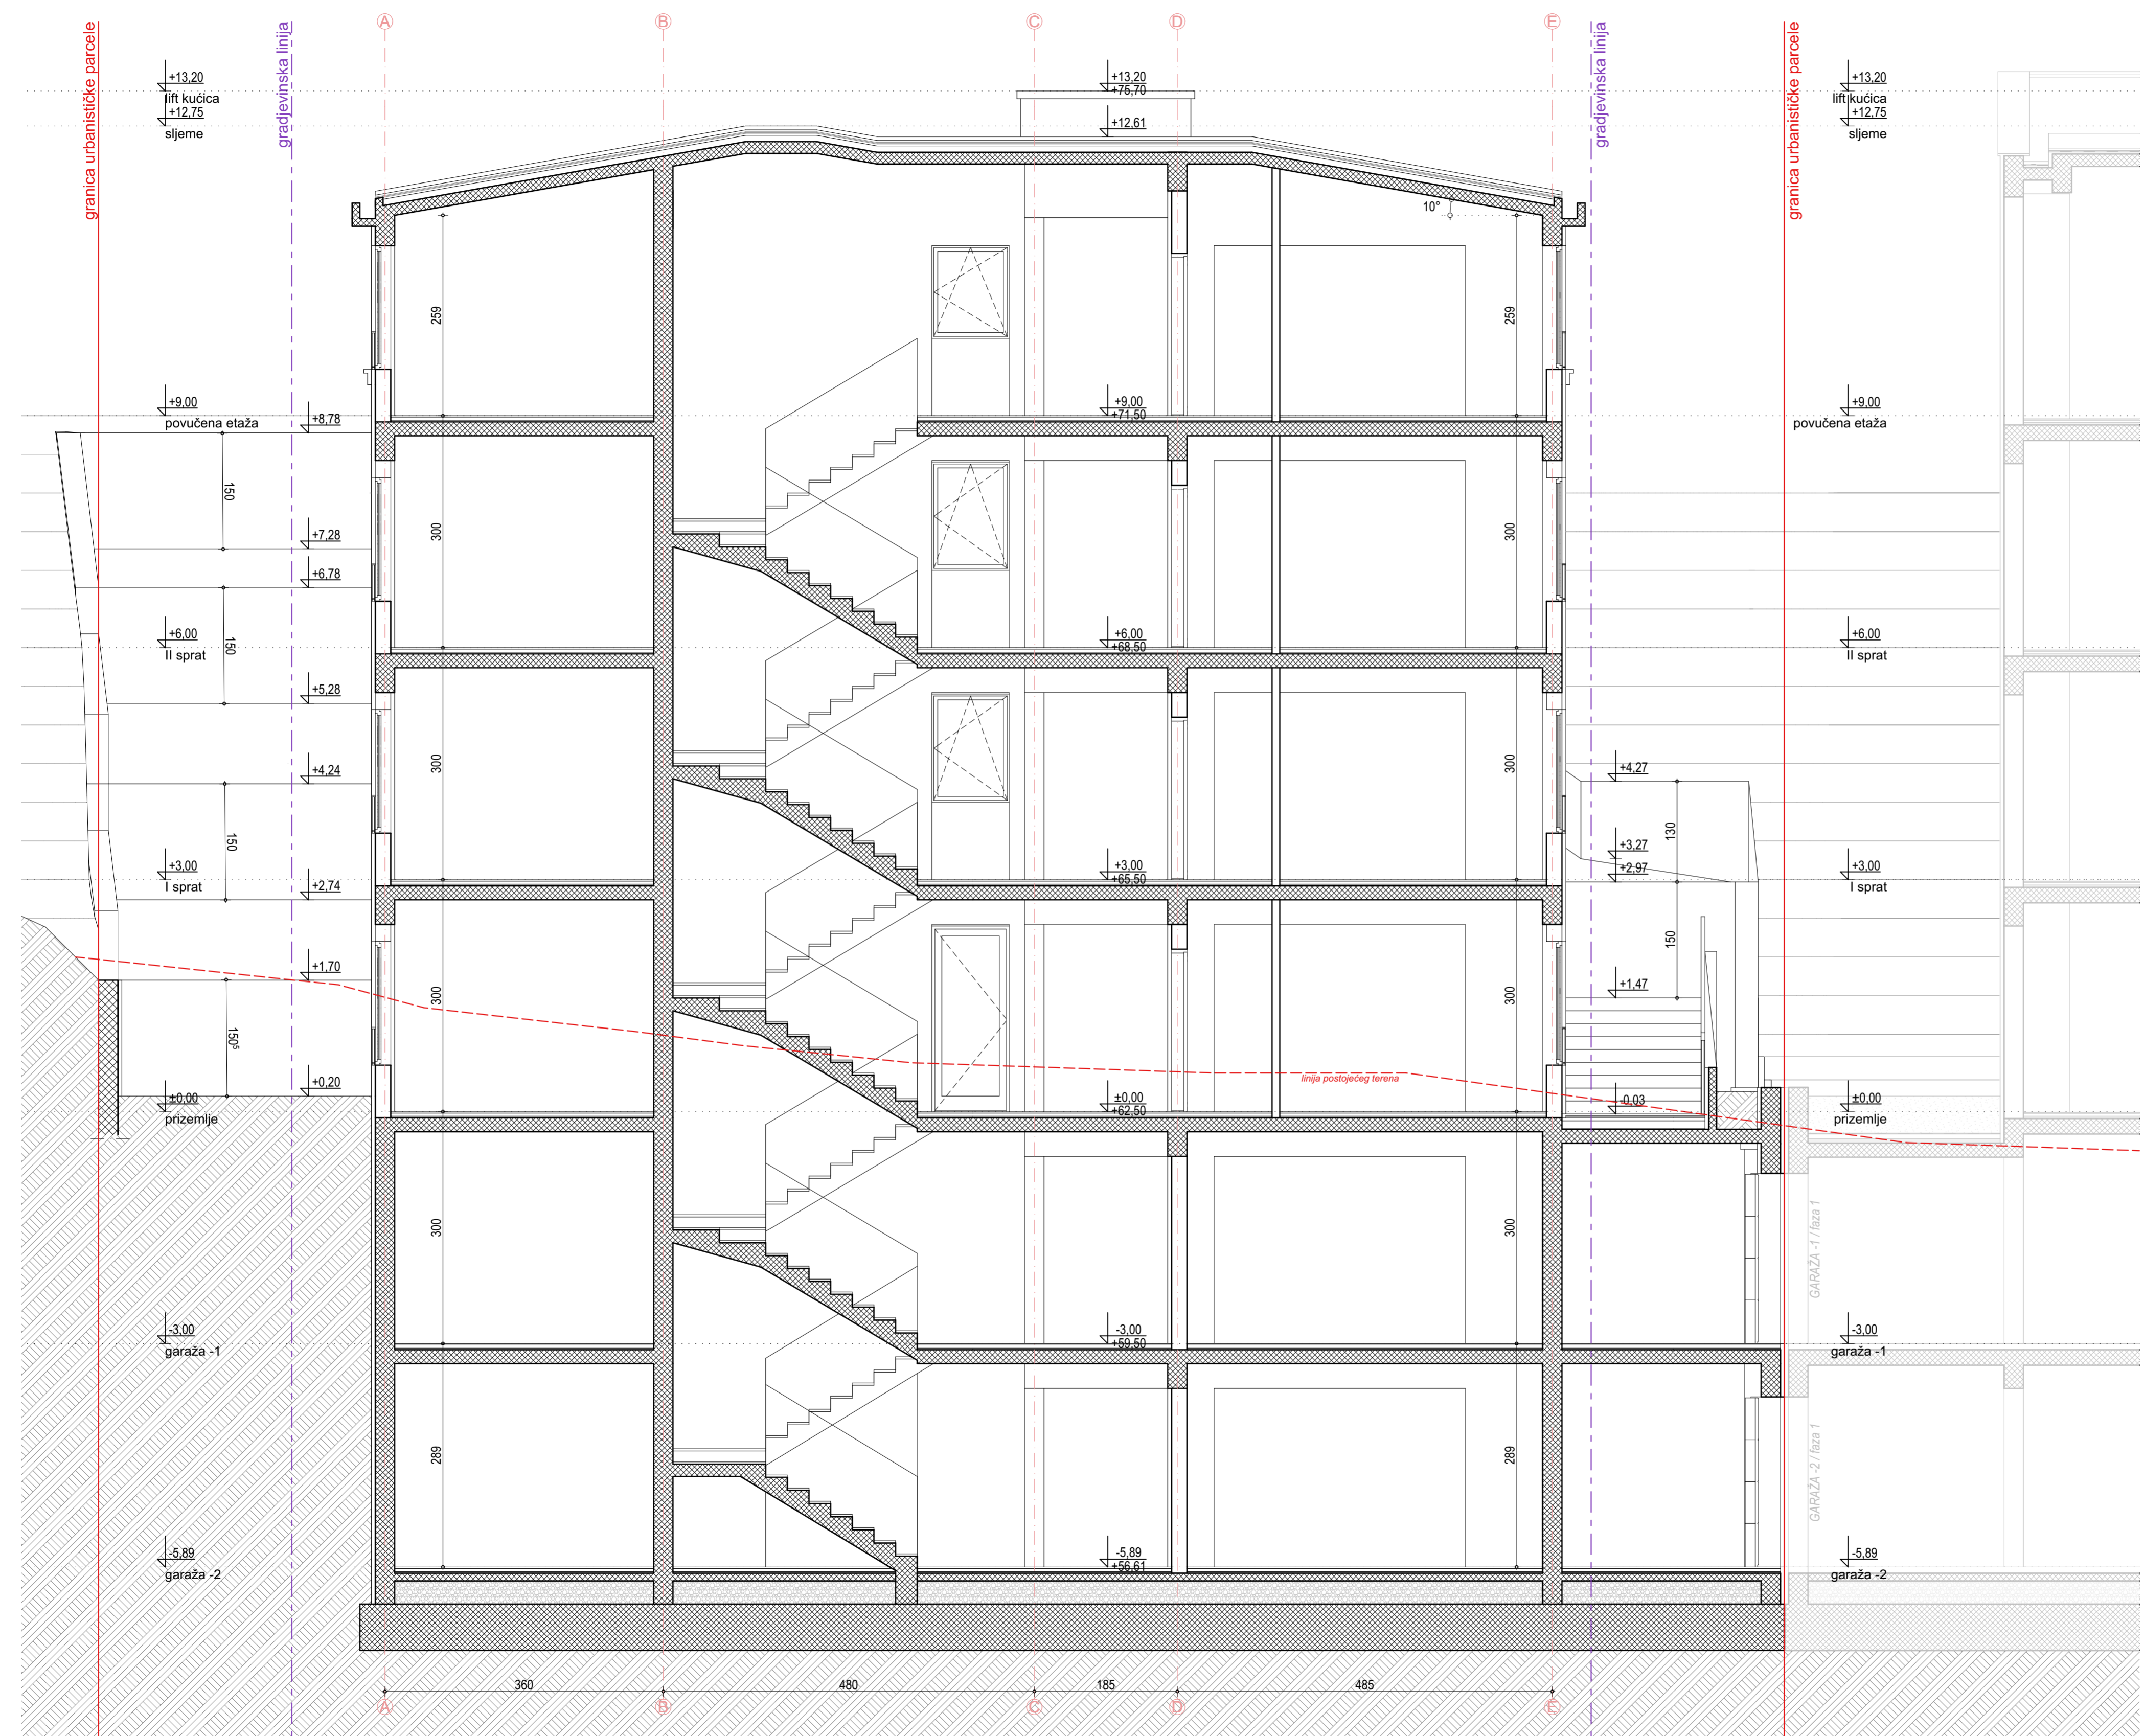 A
B
C
D
E
granica urbanističke parcele
gradjevinska linija
gradjevinska linija
granica urbanističke parcele
+13,20
lift kućica
+12,75
sljeme
+13,20
+75,70
+12,61
+13,20
lift kućica
+12,75
sljeme
10°
259
259
+9,00
povučena etaža
+8,78
+9,00
+71,50
+9,00
povučena etaža
150
300
300
+7,28
+6,78
+6,00
II sprat
150
+6,00
+68,50
+6,00
II sprat
+5,28
300
300
+4,24
+4,27
150
130
+3,27
+3,00
I sprat
+2,74
+3,00
+65,50
+2,97
+3,00
I sprat
150
+1,70
300
300
+1,47
150⁵
linija postojećeg terena
+0,20
±0,00
prizemlje
±0,00
+62,50
-0,03
±0,00
prizemlje
300
300
GARAŽA -1 / faza 1
-3,00
garaža -1
-3,00
+59,50
-3,00
garaža -1
289
289
GARAŽA -2 / faza 1
-5,89
garaža -2
-5,89
+56,61
-5,89
garaža -2
360
480
185
485
A
B
C
D
E